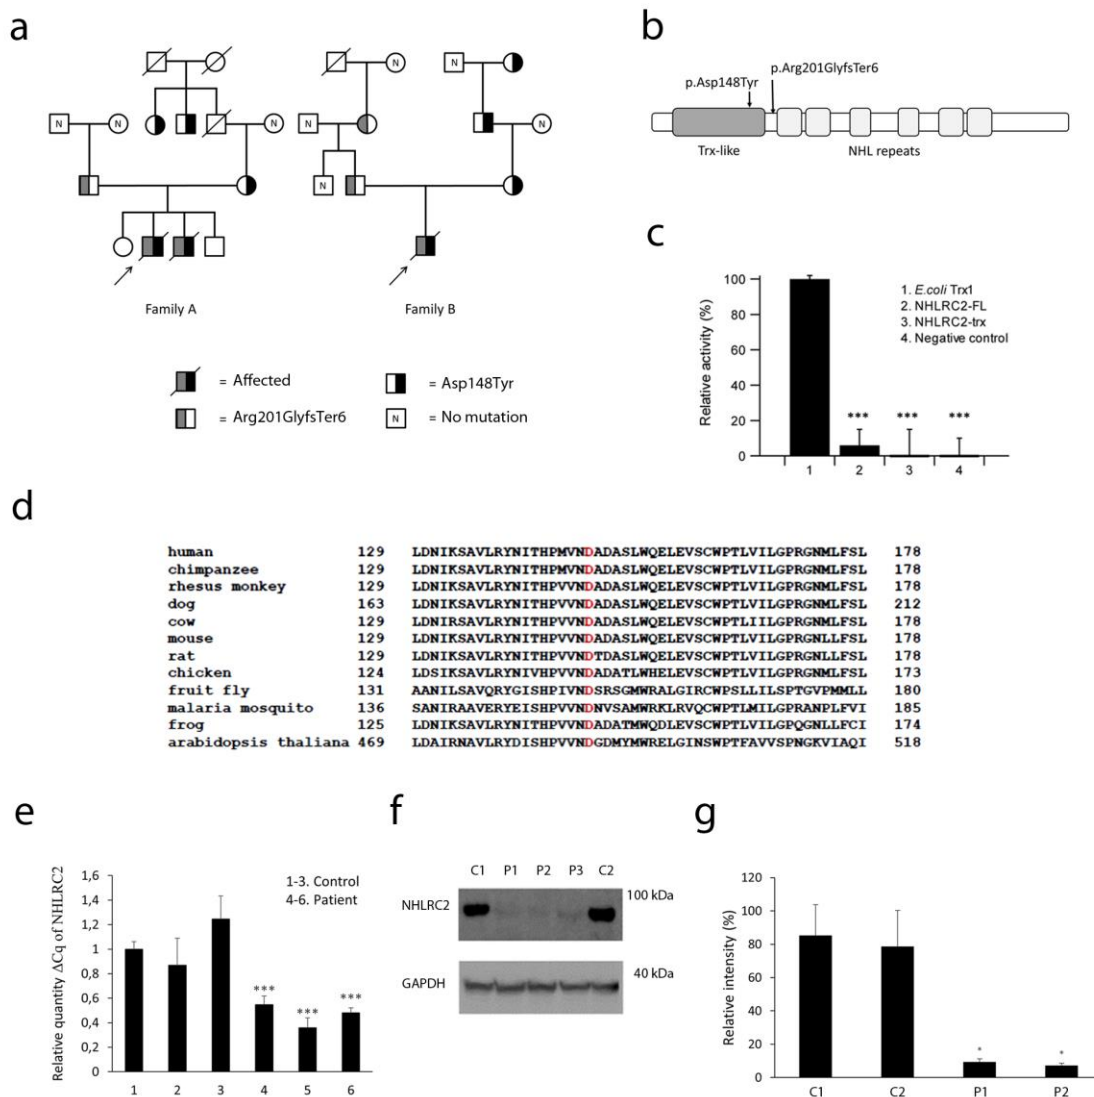 a
N
N
N
N
N
N
N
N
Family A
Family B
= Affected
= Asp148Tyr
= Arg201GlyfsTer6
N = No mutation
b
p.Asp148Tyr
p.Arg201GlyfsTer6
Trx-like
NHL repeats
c
Relative activity (%)
100
80
60
40
20
0
1. E.coli Trx1
2. NHLRC2-FL
3. NHLRC2-trx
4. Negative control
*** *** ***
1 2 3 4
d
human 129 LDNIKSAVLRYNITHPMVNDADASLWQELEVSCWPTLVILGPRGNMLFSL 178
chimpanzee 129 LDNIKSAVLRYNITHPMVNDADASLWQELEVSCWPTLVILGPRGNMLFSL 178
rhesus monkey 129 LDNIKSAVLRYNITHPVVNDADASLWQELEVSCWPTLVILGPRGNMLFSL 178
dog 163 LDNIKSAVLRYNITHPVVNDADASLWQELEVSCWPTLVILGPRGNMLFSL 212
cow 129 LDNIRSAVLRYNITHPVVNDADASLWQELEVSCWPTLIILGPRGNMLFSL 178
mouse 129 LDNIKSAVLRYNITHPVVNDADASLWQELEVSCWPTLVILGPRGNLLFSL 178
rat 129 LDNIKSAVLRYNITHPVVNDTDASLWQELEVSCWPTLVILGPRGNLLFSL 178
chicken 124 LDSIKSAVLRYNITHPVVNDADATLWHELEVSCWPTLVILGPRGNMLFSL 173
fruit fly 131 AANILSAVQRYGISHPIVNDSRSGMWRALGIRCWPSLLILSPTGVPMMLL 180
malaria mosquito 136 SANIRAAVERYEISHPVVNDNVSAMWRKLRVQCWPTLMILGPRANPLFVI 185
frog 125 LDNIKSAVLRYNITHPVVNDADATMWQDLEVSCWPTLVILGPQGNLLFCI 174
arabidopsis thaliana 469 LDAIRNAVLRYDISHPVVNDGDMYMWRELGINSWPTFAVVSPNGKVIAQI 518
e
Relative quantity ΔCq of NHLRC2
1,6
1,4
1,2
1
0,8
0,6
0,4
0,2
0
1-3. Control
4-6. Patient
*** *** ***
1 2 3 4 5 6
f
C1 P1 P2 P3 C2
NHLRC2
100 kDa
GAPDH
40 kDa
g
Relative intensity (%)
120
100
80
60
40
20
0
* *
C1 C2 P1 P2